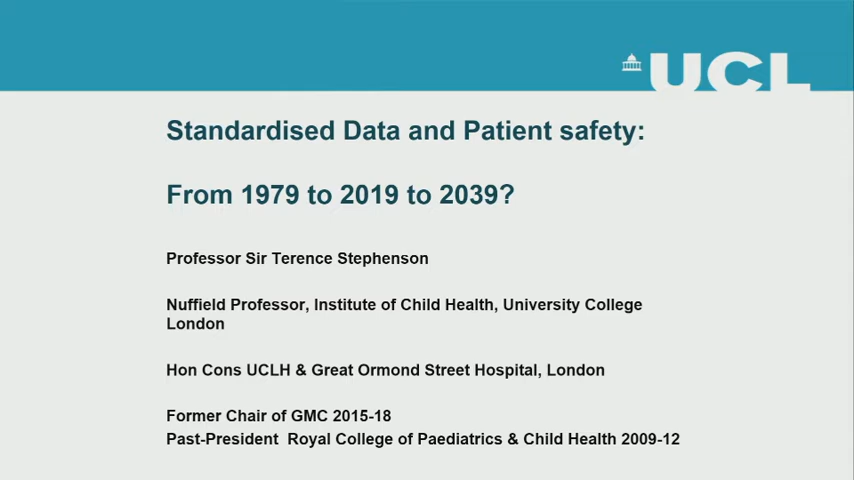 UCL
Standardised Data and Patient safety:
From 1979 to 2019 to 2039?
Professor Sir Terence Stephenson
Nuffield Professor, Institute of Child Health, University College
London
Hon Cons UCLH & Great Ormond Street Hospital, London
Former Chair of GMC 2015-18
Past-President Royal College of Paediatrics & Child Health 2009-12